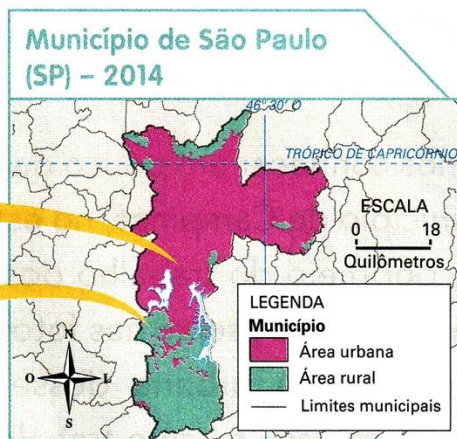 Município de São Paulo
(SP) – 2014
46° 30' O
TRÓPICO DE CAPRICÓRNIO
ESCALA
0 18
Quilômetros
N
O L
S
LEGENDA
Município
Área urbana
Área rural
Limites municipais